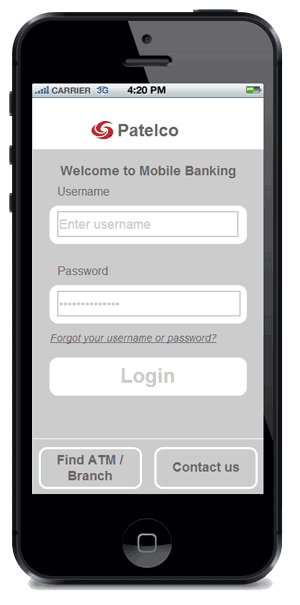 CARRIER 3G 4:20 PM
Patelco
Welcome to Mobile Banking
Username
Enter username
Password
••••••••••••••
Forgot your username or password?
Login
Find ATM /
Branch
Contact us